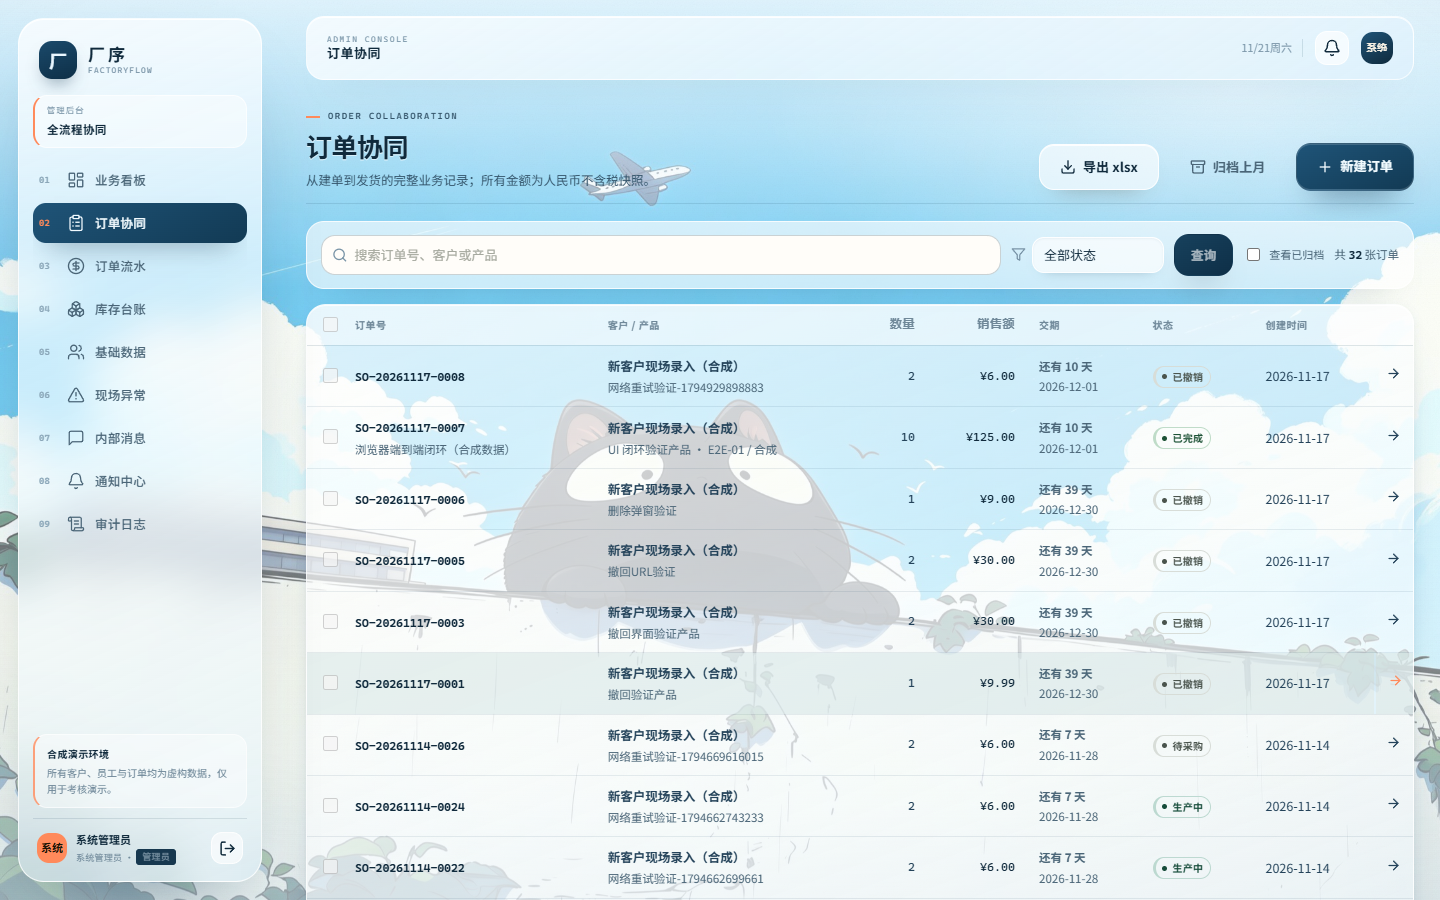 厂
厂序
FACTORYFLOW
管理后台
全流程协同
01 业务看板
02 订单协同
03 订单流水
04 库存台账
05 基础数据
06 现场异常
07 内部消息
08 通知中心
09 审计日志
合成演示环境
所有客户、员工与订单均为虚构数据，仅
用于考核演示。
系统
系统管理员
系统管理员 · 管理员
ADMIN CONSOLE
订单协同
11/21周六
系统
ORDER COLLABORATION
订单协同
从建单到发货的完整业务记录；所有金额为人民币不含税快照。
导出 xlsx
归档上月
新建订单
搜索订单号、客户或产品
全部状态
查询
查看已归档
共 32 张订单
订单号 客户 / 产品 数量 销售额 交期 状态 创建时间
SO-20261117-0008 新客户现场录入（合成） 2 ¥6.00 还有 10 天 已撤销 2026-11-17
网络重试验证-1794929898883 2026-12-01
SO-20261117-0007 新客户现场录入（合成） 10 ¥125.00 还有 10 天 已完成 2026-11-17
浏览器端到端闭环（合成数据） UI 闭环验证产品 · E2E-01 / 合成 2026-12-01
SO-20261117-0006 新客户现场录入（合成） 1 ¥9.00 还有 39 天 已撤销 2026-11-17
删除弹窗验证 2026-12-30
SO-20261117-0005 新客户现场录入（合成） 2 ¥30.00 还有 39 天 已撤销 2026-11-17
撤回URL验证 2026-12-30
SO-20261117-0003 新客户现场录入（合成） 2 ¥30.00 还有 39 天 已撤销 2026-11-17
撤回界面验证产品 2026-12-30
SO-20261117-0001 新客户现场录入（合成） 1 ¥9.99 还有 39 天 已撤销 2026-11-17
撤回验证产品 2026-12-30
SO-20261114-0026 新客户现场录入（合成） 2 ¥6.00 还有 7 天 待采购 2026-11-14
网络重试验证-1794669616015 2026-11-28
SO-20261114-0024 新客户现场录入（合成） 2 ¥6.00 还有 7 天 生产中 2026-11-14
网络重试验证-1794662743233 2026-11-28
SO-20261114-0022 新客户现场录入（合成） 2 ¥6.00 还有 7 天 生产中 2026-11-14
网络重试验证-1794662699661 2026-11-28